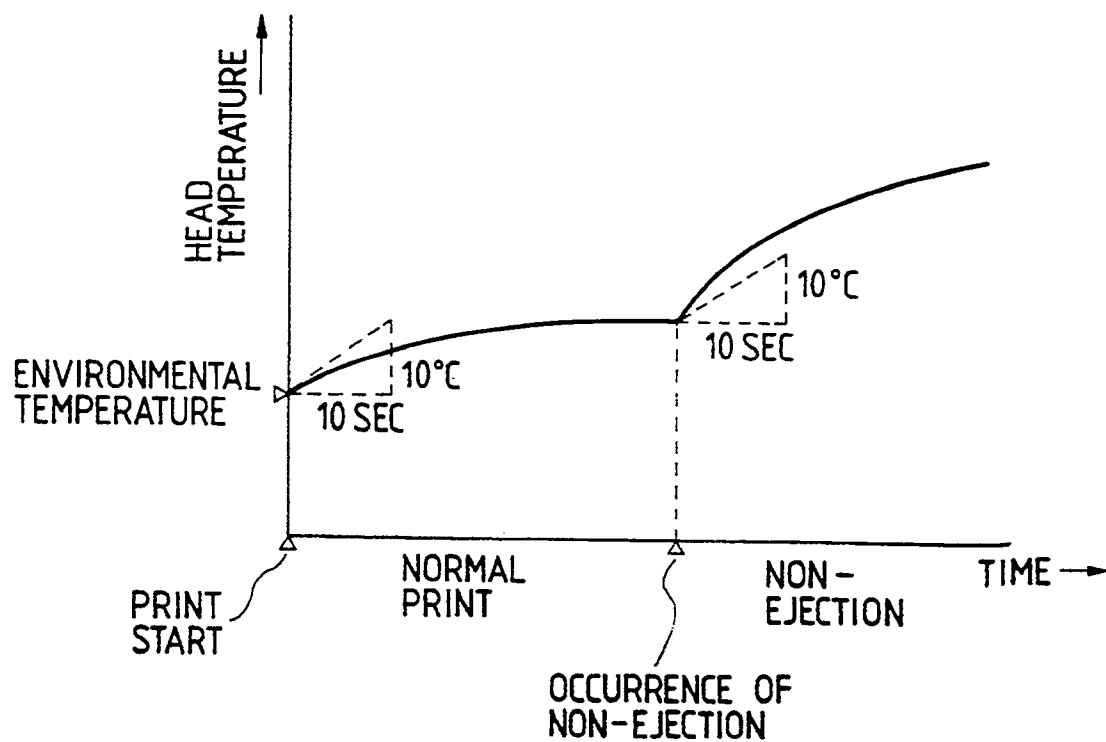 HEAD
TEMPERATURE
ENVIRONMENTAL
TEMPERATURE
10°C
10 SEC
10°C
10 SEC
PRINT
START
NORMAL
PRINT
NON-
EJECTION
TIME
OCCURRENCE OF
NON-EJECTION